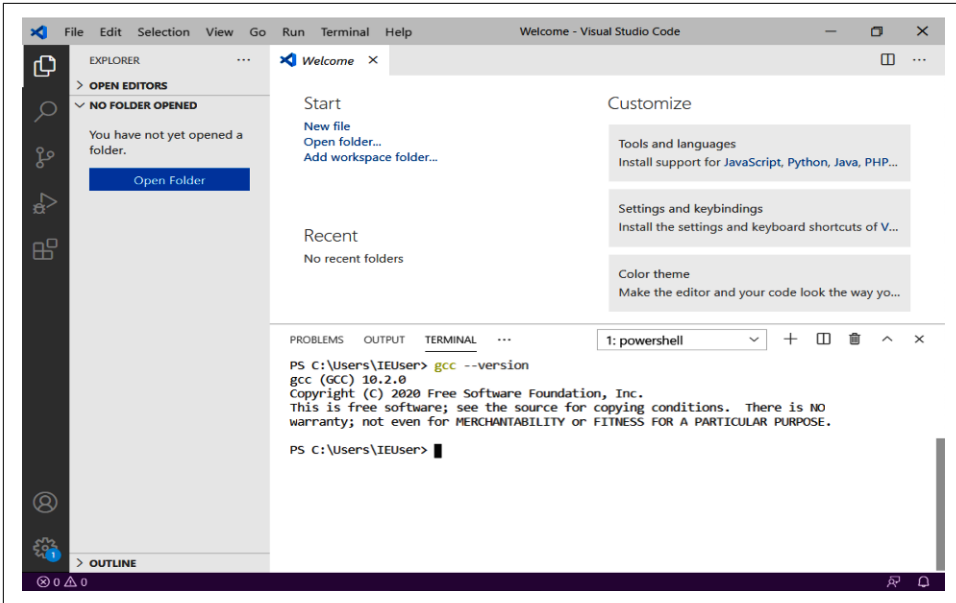 File Edit Selection View Go Run Terminal Help Welcome - Visual Studio Code
EXPLORER
OPEN EDITORS
NO FOLDER OPENED
You have not yet opened a
folder.
Open Folder
OUTLINE
Welcome
Start
New file
Open folder...
Add workspace folder...
Recent
No recent folders
Customize
Tools and languages
Install support for JavaScript, Python, Java, PHP...
Settings and keybindings
Install the settings and keyboard shortcuts of V...
Color theme
Make the editor and your code look the way yo...
PROBLEMS OUTPUT TERMINAL ... 1: powershell
PS C:\Users\IEUser> gcc --version
gcc (GCC) 10.2.0
Copyright (C) 2020 Free Software Foundation, Inc.
This is free software; see the source for copying conditions. There is NO
warranty; not even for MERCHANTABILITY or FITNESS FOR A PARTICULAR PURPOSE.
PS C:\Users\IEUser>
1
0 0